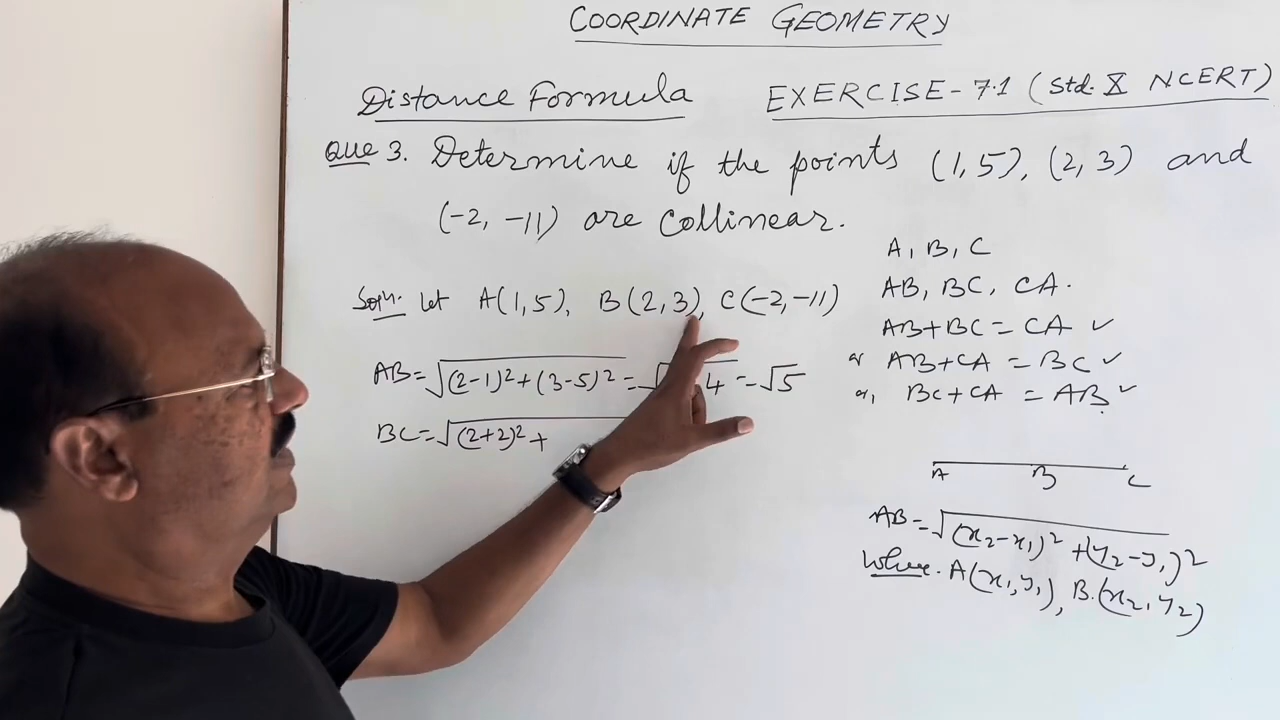 COORDINATE GEOMETRY
Distance Formula EXERCISE-7.1 (Std. X NCERT)
Que 3. Determine if the points (1,5), (2,3) and
(-2, -11) are collinear.
Soln. Let A(1,5), B(2,3), C(-2,-11)
AB=√(2-1)²+(3-5)² = √ 4 = √5
BC=√(2+2)²+
A, B, C
AB, BC, CA.
AB+BC = CA ✓
or AB+CA = BC ✓
or, BC+CA = AB ✓
A B C
AB=√(x₂-x₁)²+(y₂-y₁)²
Where. A(x₁,y₁), B.(x₂,y₂)